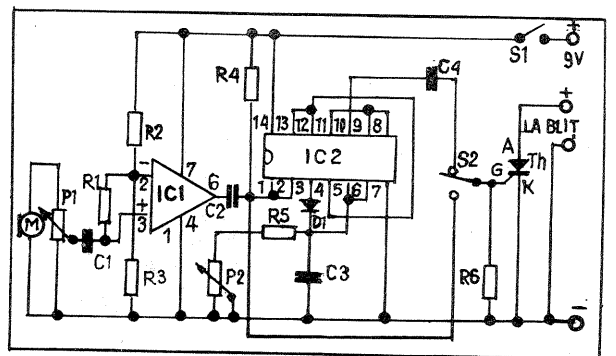 S1
+
9V
R4
C4
14 13 12 11 10 9 8
+
LA BLIT
-
R2
IC2
A
Th
S2
G
K
- 7
2 IC1 6
P1
R1
+
3
C2
1 2 3 4 5 6 7
M
1 4
R5
D1
C1
R3
P2
C3
R6
-